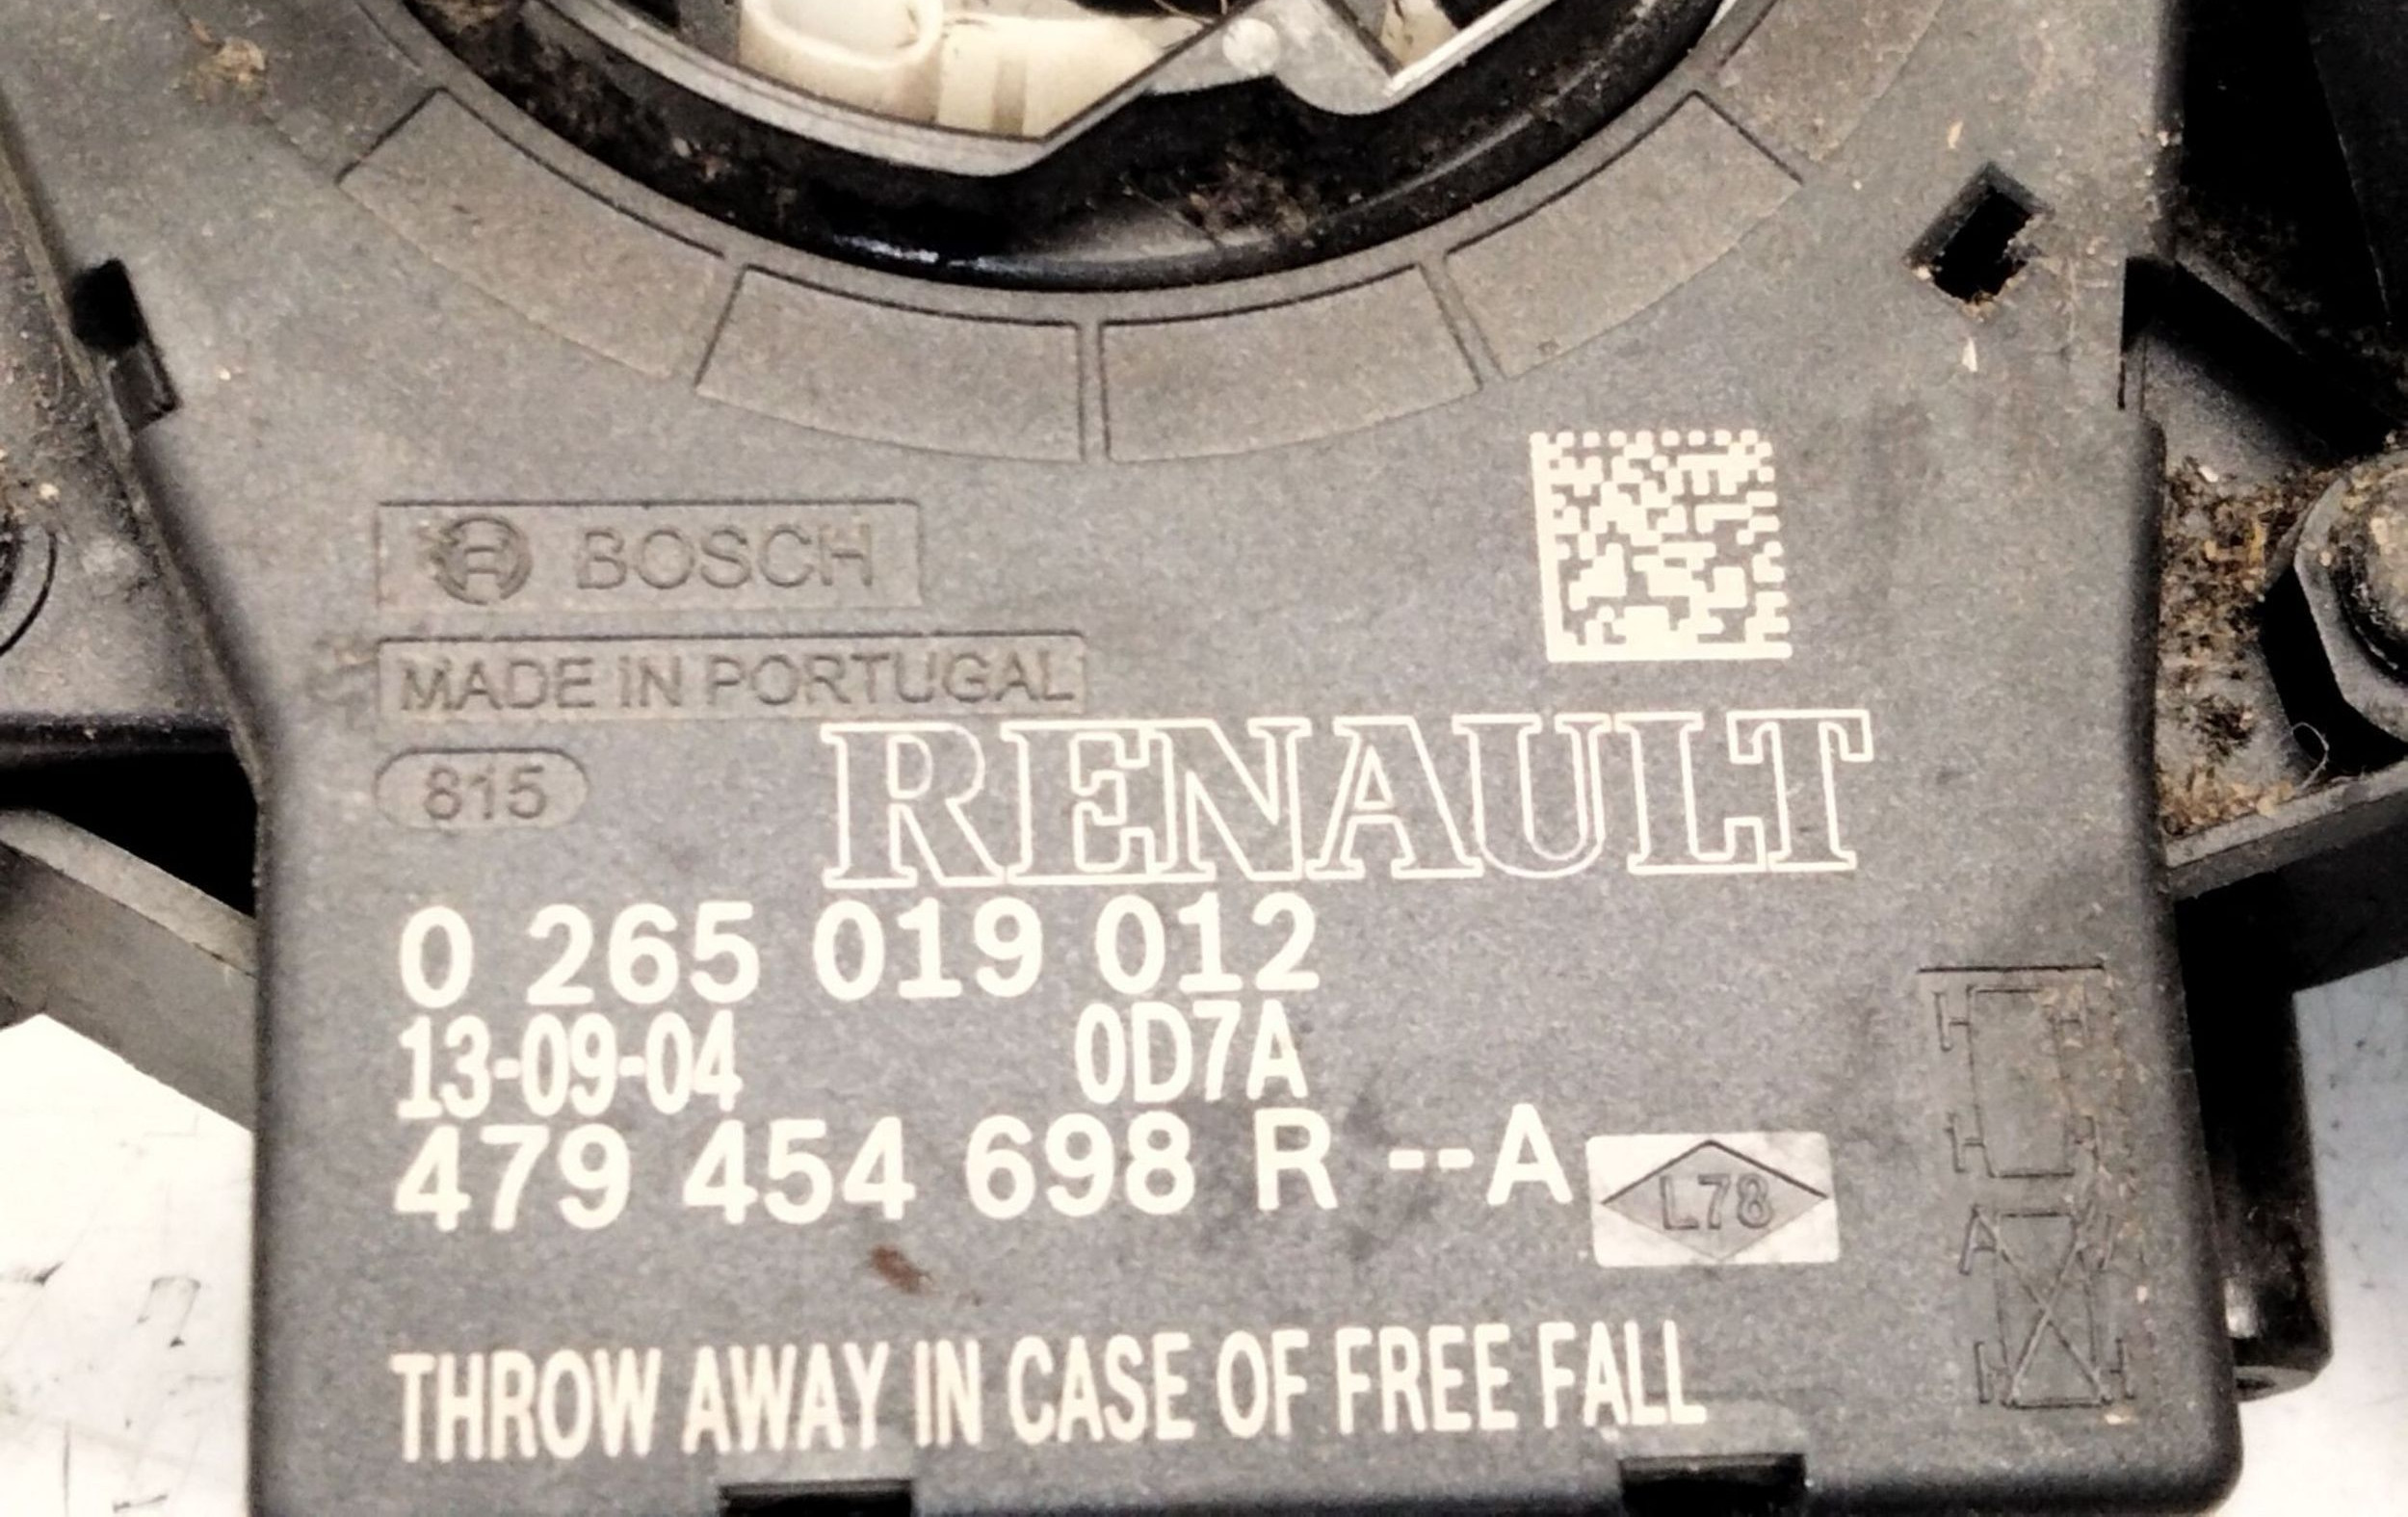 BOSCH
MADE IN PORTUGAL
RENAULT
815
0 265 019 012
13-09-04 0D7A
479 454 698 R --A
L78
THROW AWAY IN CASE OF FREE FALL